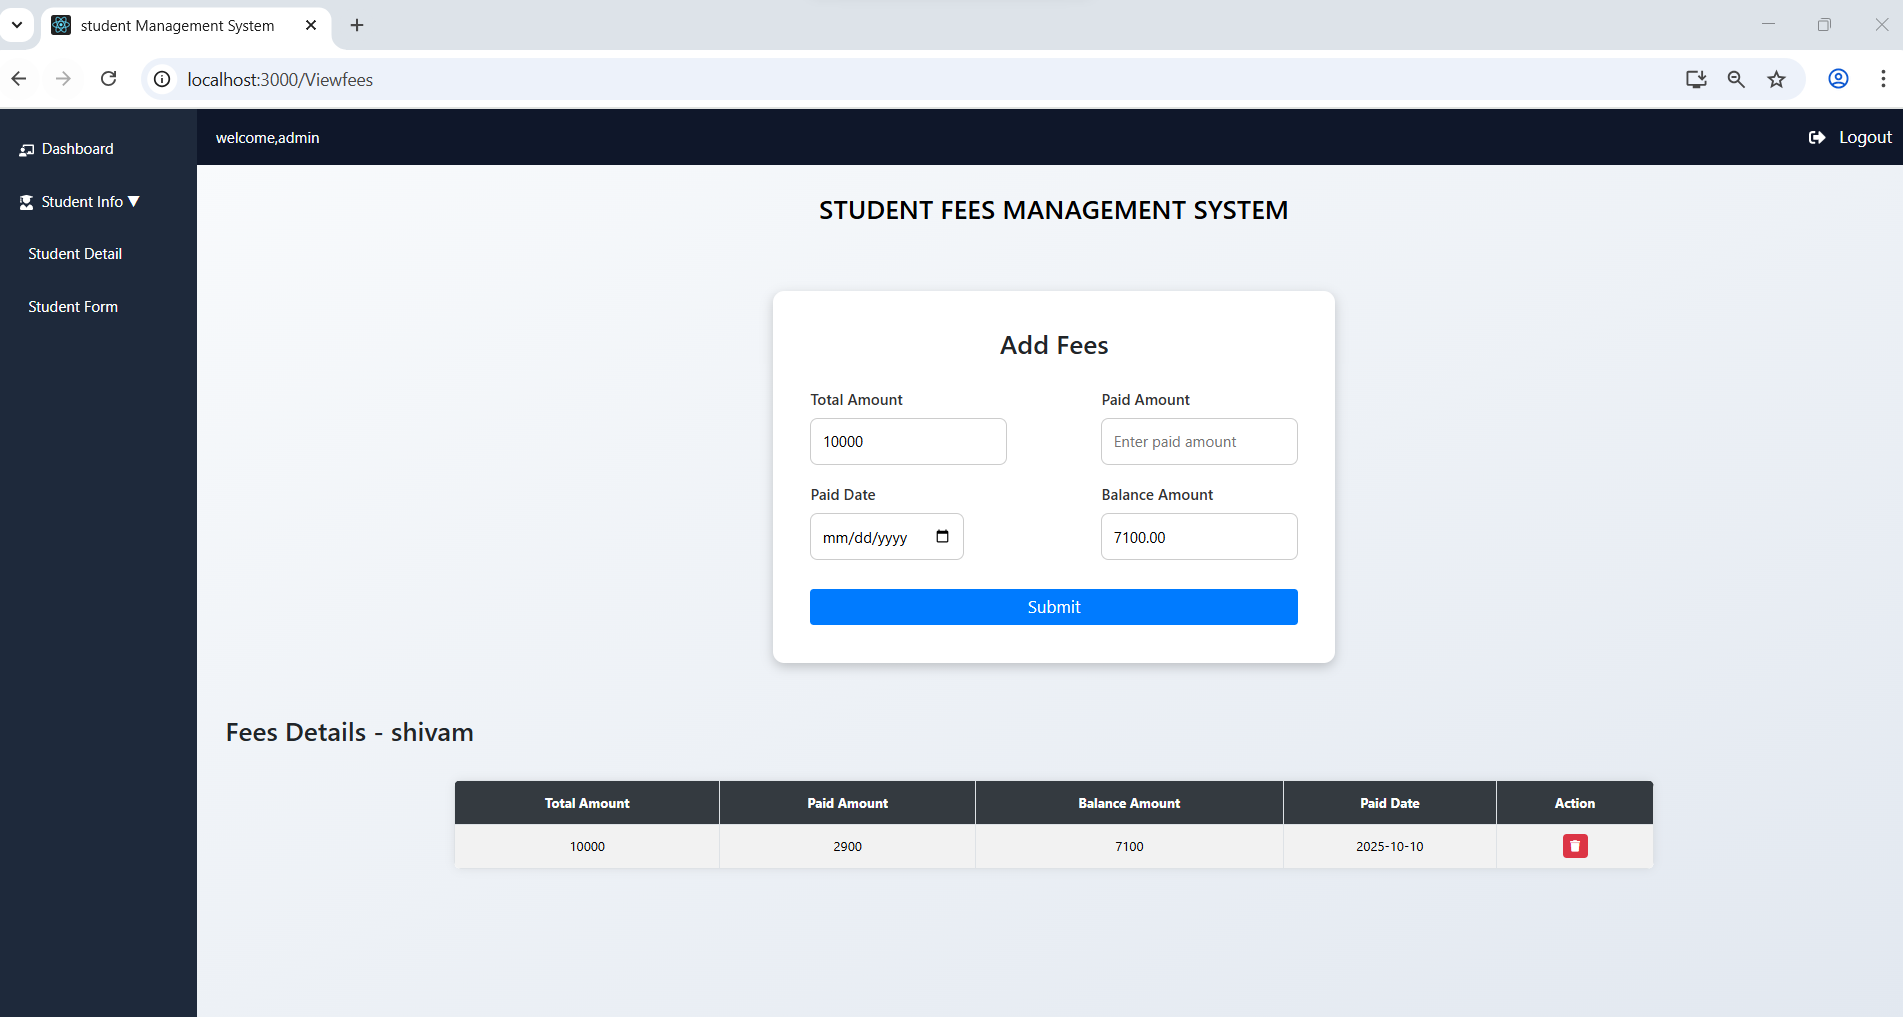 student Management System
localhost:3000/Viewfees
Dashboard
Student Info ▼
Student Detail
Student Form
welcome,admin
Logout
STUDENT FEES MANAGEMENT SYSTEM
Add Fees
Total Amount
10000
Paid Amount
Enter paid amount
Paid Date
mm/dd/yyyy
Balance Amount
7100.00
Submit
Fees Details - shivam
Total Amount Paid Amount Balance Amount Paid Date Action
10000 2900 7100 2025-10-10